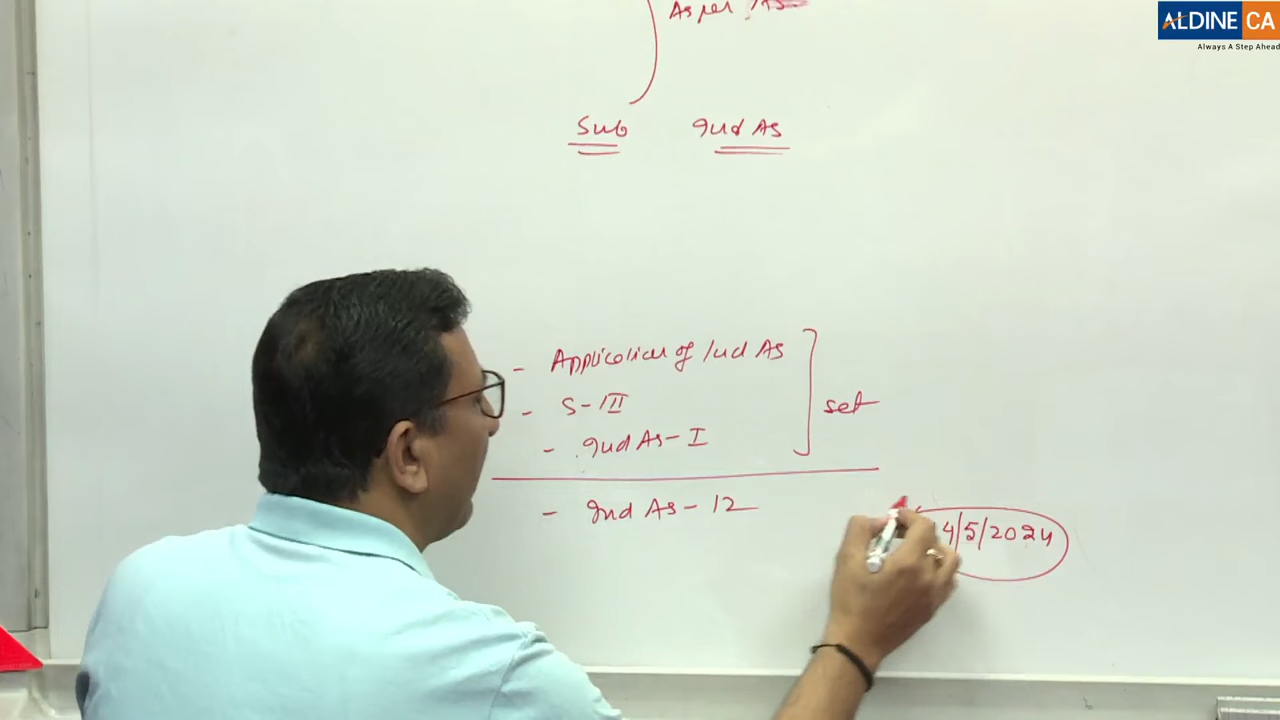 ALDINE CA
Always A Step Ahead
As per
Sub Ind AS
- Application of Ind AS
- S-III
- Ind As-I
set
- Ind As-12
4/5/2024